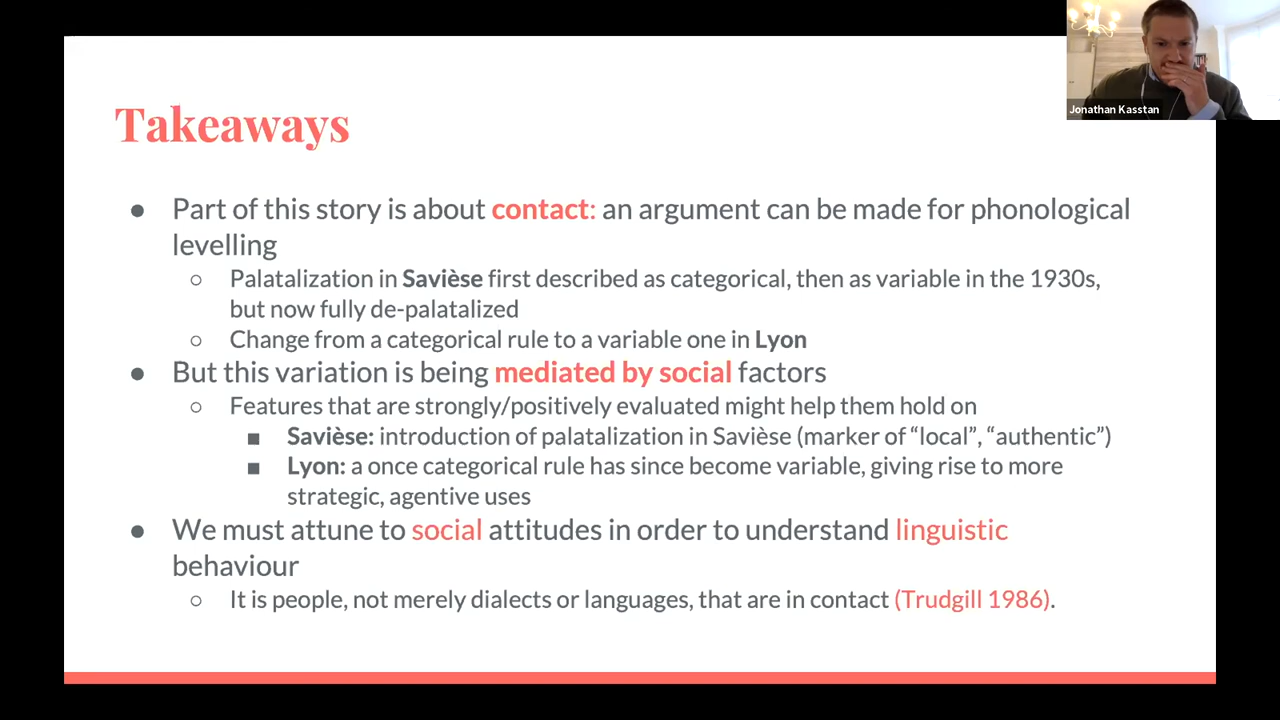 Jonathan Kasstan
Takeaways
● Part of this story is about contact: an argument can be made for phonological
levelling
○ Palatalization in Savièse first described as categorical, then as variable in the 1930s,
but now fully de-palatalized
○ Change from a categorical rule to a variable one in Lyon
● But this variation is being mediated by social factors
○ Features that are strongly/positively evaluated might help them hold on
■ Savièse: introduction of palatalization in Savièse (marker of “local”, “authentic”)
■ Lyon: a once categorical rule has since become variable, giving rise to more
strategic, agentive uses
● We must attune to social attitudes in order to understand linguistic
behaviour
○ It is people, not merely dialects or languages, that are in contact (Trudgill 1986).